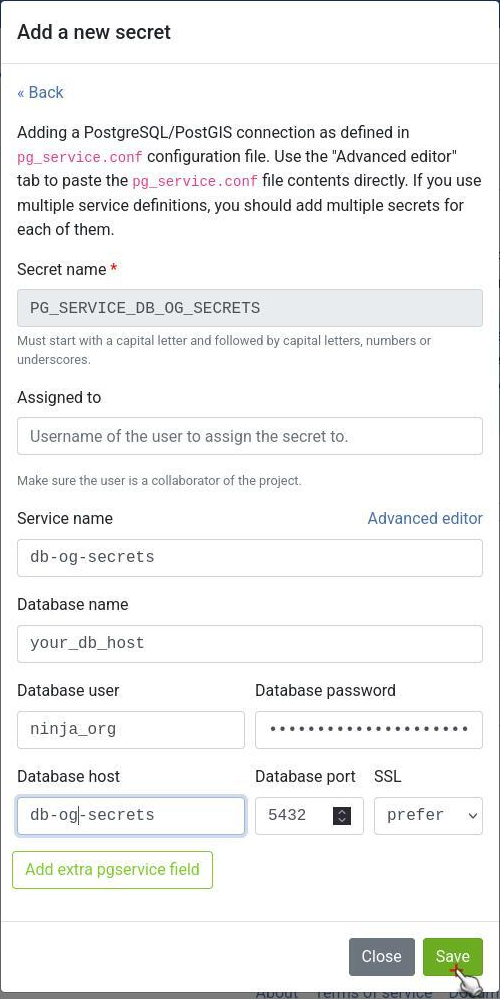 Add a new secret
« Back
Adding a PostgreSQL/PostGIS connection as defined in
pg_service.conf configuration file. Use the "Advanced editor"
tab to paste the pg_service.conf file contents directly. If you use
multiple service definitions, you should add multiple secrets for
each of them.
Secret name *
PG_SERVICE_DB_OG_SECRETS
Must start with a capital letter and followed by capital letters, numbers or
underscores.
Assigned to
Username of the user to assign the secret to.
Make sure the user is a collaborator of the project.
Service name Advanced editor
db-og-secrets
Database name
your_db_host
Database user Database password
ninja_org •••••••••••••••••••••
Database host Database port SSL
db-og-secrets 5432 prefer
Add extra pgservice field
Close Save
About Terms of service